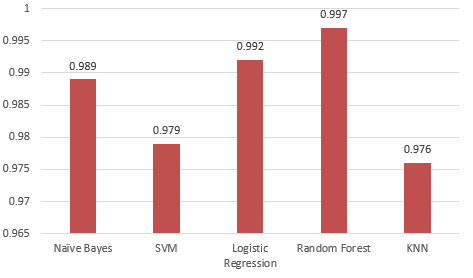 1
0.995
0.99
0.985
0.98
0.975
0.97
0.965
0.989
0.979
0.992
0.997
0.976
Naïve Bayes
SVM
Logistic
Regression
Random Forest
KNN